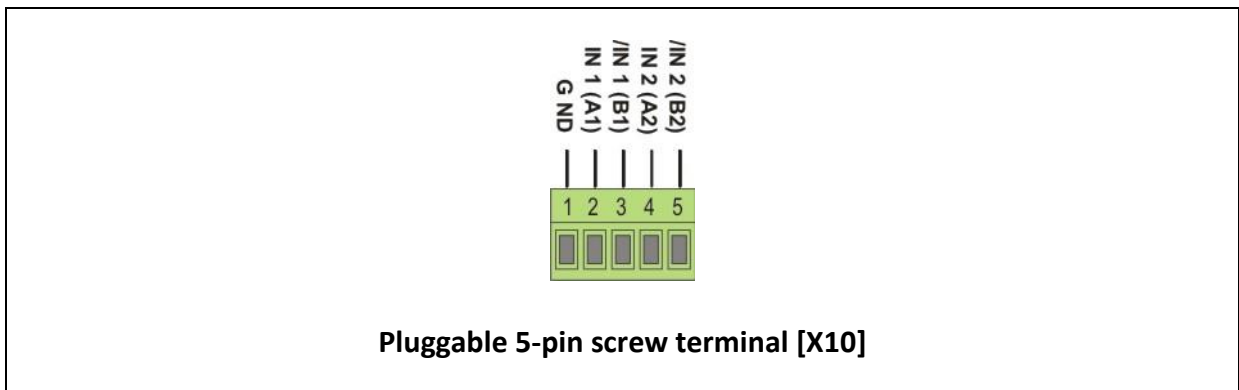 G ND
IN 1 (A1)
/IN 1 (B1)
IN 2 (A2)
/IN 2 (B2)
1 2 3 4 5
Pluggable 5-pin screw terminal [X10]